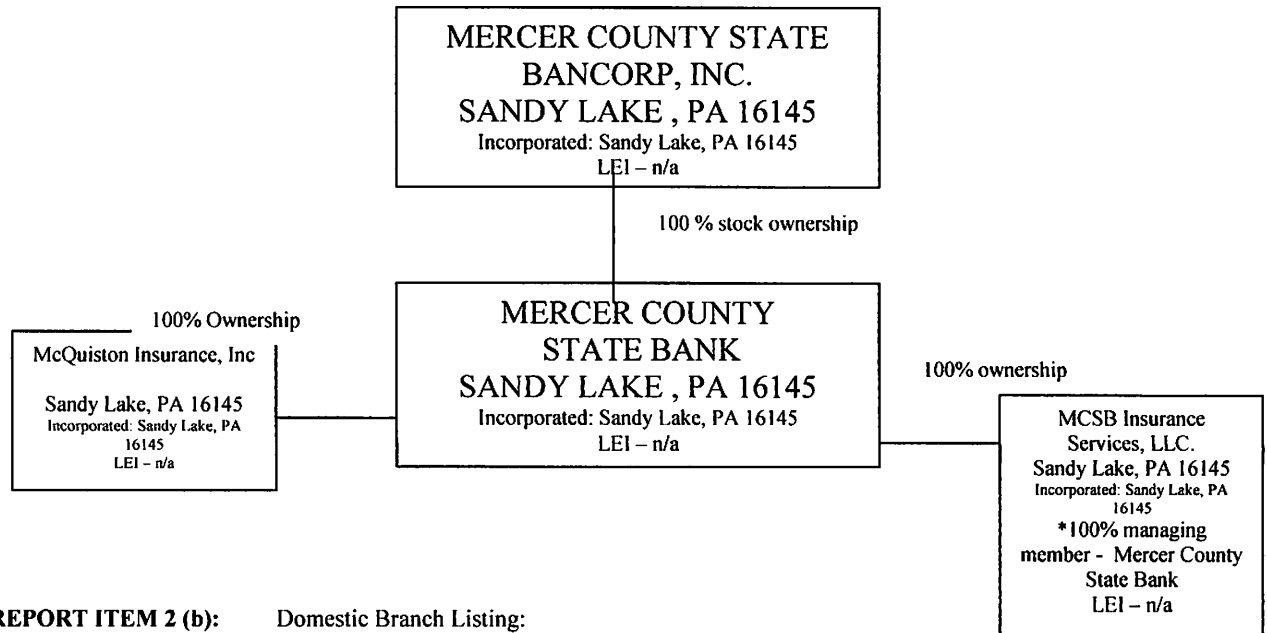 MERCER COUNTY STATE
BANCORP, INC.
SANDY LAKE , PA 16145
Incorporated: Sandy Lake, PA 16145
LEI – n/a
100 % stock ownership
MERCER COUNTY
STATE BANK
SANDY LAKE , PA 16145
Incorporated: Sandy Lake, PA 16145
LEI – n/a
100% Ownership
McQuiston Insurance, Inc
Sandy Lake, PA 16145
Incorporated: Sandy Lake, PA
16145
LEI – n/a
100% ownership
MCSB Insurance
Services, LLC.
Sandy Lake, PA 16145
Incorporated: Sandy Lake, PA
16145
*100% managing
member - Mercer County
State Bank
LEI – n/a
REPORT ITEM 2 (b): Domestic Branch Listing: